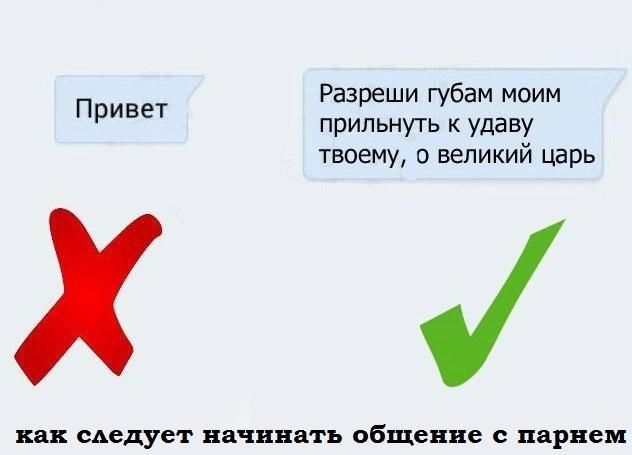 Привет
Разреши губам моим
прильнуть к удаву
твоему, о великий царь
как следует начинать общение с парнем